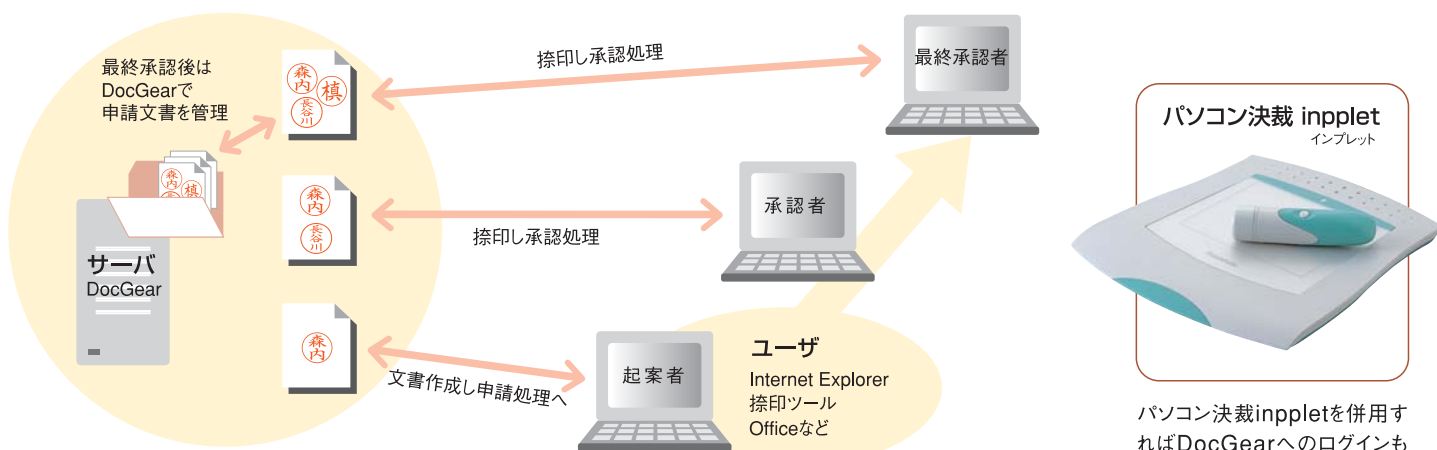 最終承認後は
DocGearで
申請文書を管理
森内
槙
長谷川
捺印し承認処理
最終承認者
森内
槙
長
サーバ
DocGear
森内
長谷川
捺印し承認処理
承認者
森内
文書作成し申請処理へ
起案者
ユーザ
Internet Explorer
捺印ツール
Officeなど
パソコン決裁 inpplet
インプレット
パソコン決裁inppletを併用す
ればDocGearへのログインも